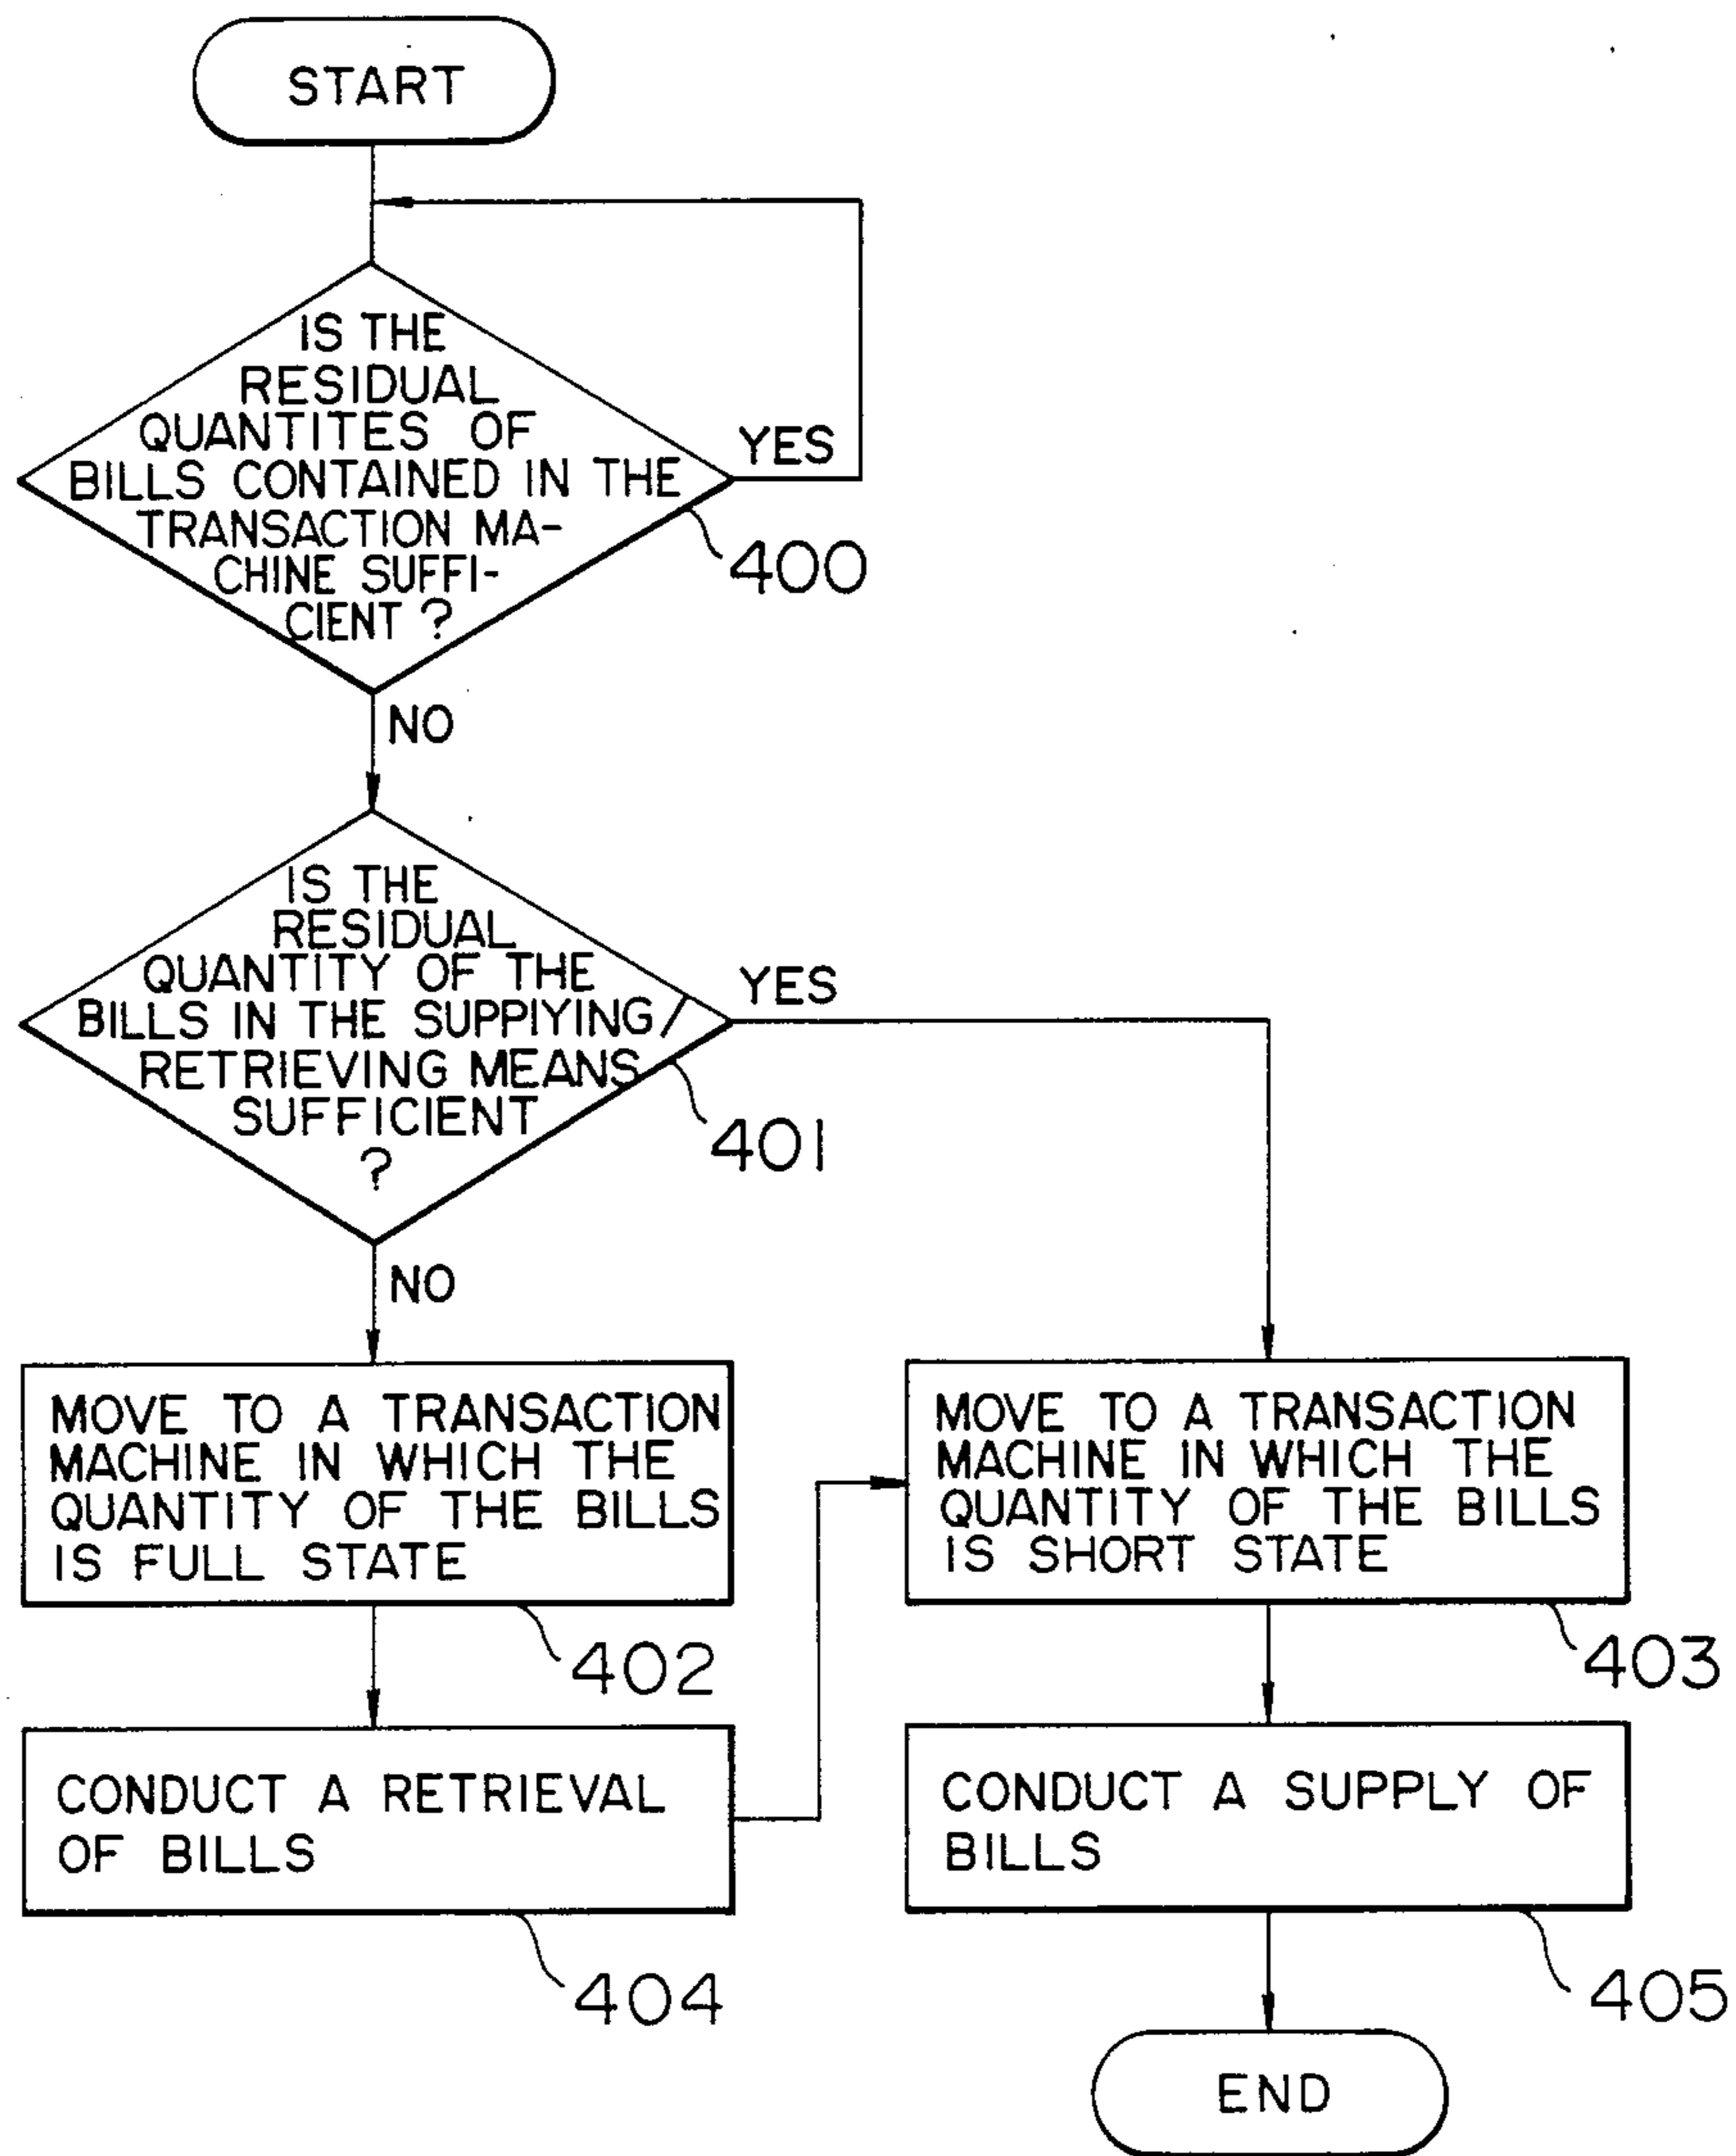 START
IS THE
RESIDUAL
QUANTITES OF
BILLS CONTAINED IN THE
TRANSACTION MA-
CHINE SUFFI-
CIENT ?
YES
400
NO
IS THE
RESIDUAL
QUANTITY OF THE
BILLS IN THE SUPPIYING/
RETRIEVING MEANS
SUFFICIENT
?
YES
401
NO
MOVE TO A TRANSACTION
MACHINE IN WHICH THE
QUANTITY OF THE BILLS
IS FULL STATE
402
MOVE TO A TRANSACTION
MACHINE IN WHICH THE
QUANTITY OF THE BILLS
IS SHORT STATE
403
CONDUCT A RETRIEVAL
OF BILLS
404
CONDUCT A SUPPLY OF
BILLS
405
END